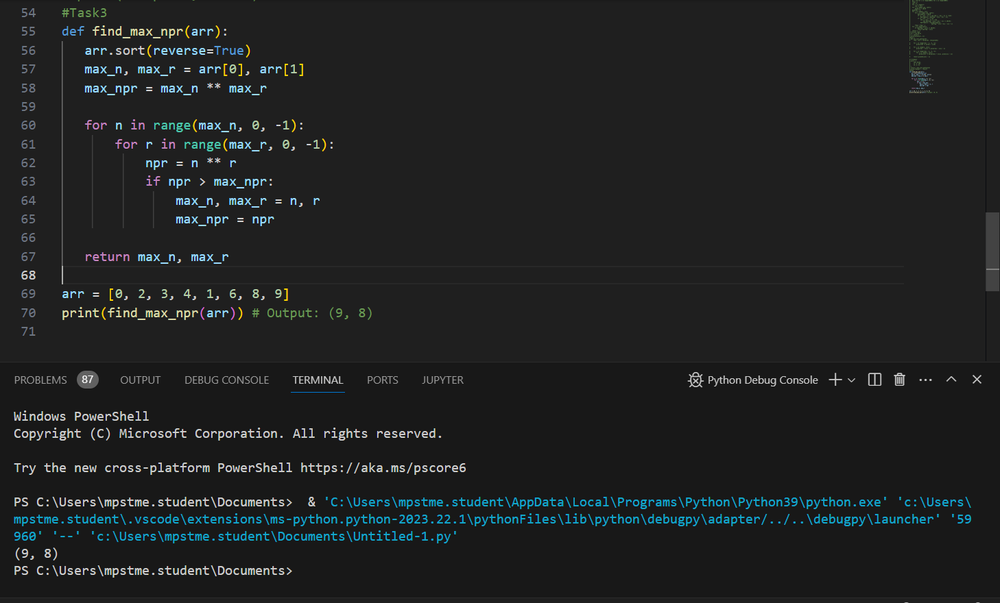 54 #Task3
55 def find_max_npr(arr):
56 arr.sort(reverse=True)
57 max_n, max_r = arr[0], arr[1]
58 max_npr = max_n ** max_r
59
60 for n in range(max_n, 0, -1):
61 for r in range(max_r, 0, -1):
62 npr = n ** r
63 if npr > max_npr:
64 max_n, max_r = n, r
65 max_npr = npr
66
67 return max_n, max_r
68
69 arr = [0, 2, 3, 4, 1, 6, 8, 9]
70 print(find_max_npr(arr)) # Output: (9, 8)
71
PROBLEMS 87 OUTPUT DEBUG CONSOLE TERMINAL PORTS JUPYTER Python Debug Console
Windows PowerShell
Copyright (C) Microsoft Corporation. All rights reserved.
Try the new cross-platform PowerShell https://aka.ms/pscore6
PS C:\Users\mpstme.student\Documents>  & 'C:\Users\mpstme.student\AppData\Local\Programs\Python\Python39\python.exe' 'c:\Users\
mpstme.student\.vscode\extensions\ms-python.python-2023.22.1\pythonFiles\lib\python\debugpy\adapter/../..\debugpy\launcher' '59
960' '--' 'c:\Users\mpstme.student\Documents\Untitled-1.py'
(9, 8)
PS C:\Users\mpstme.student\Documents>